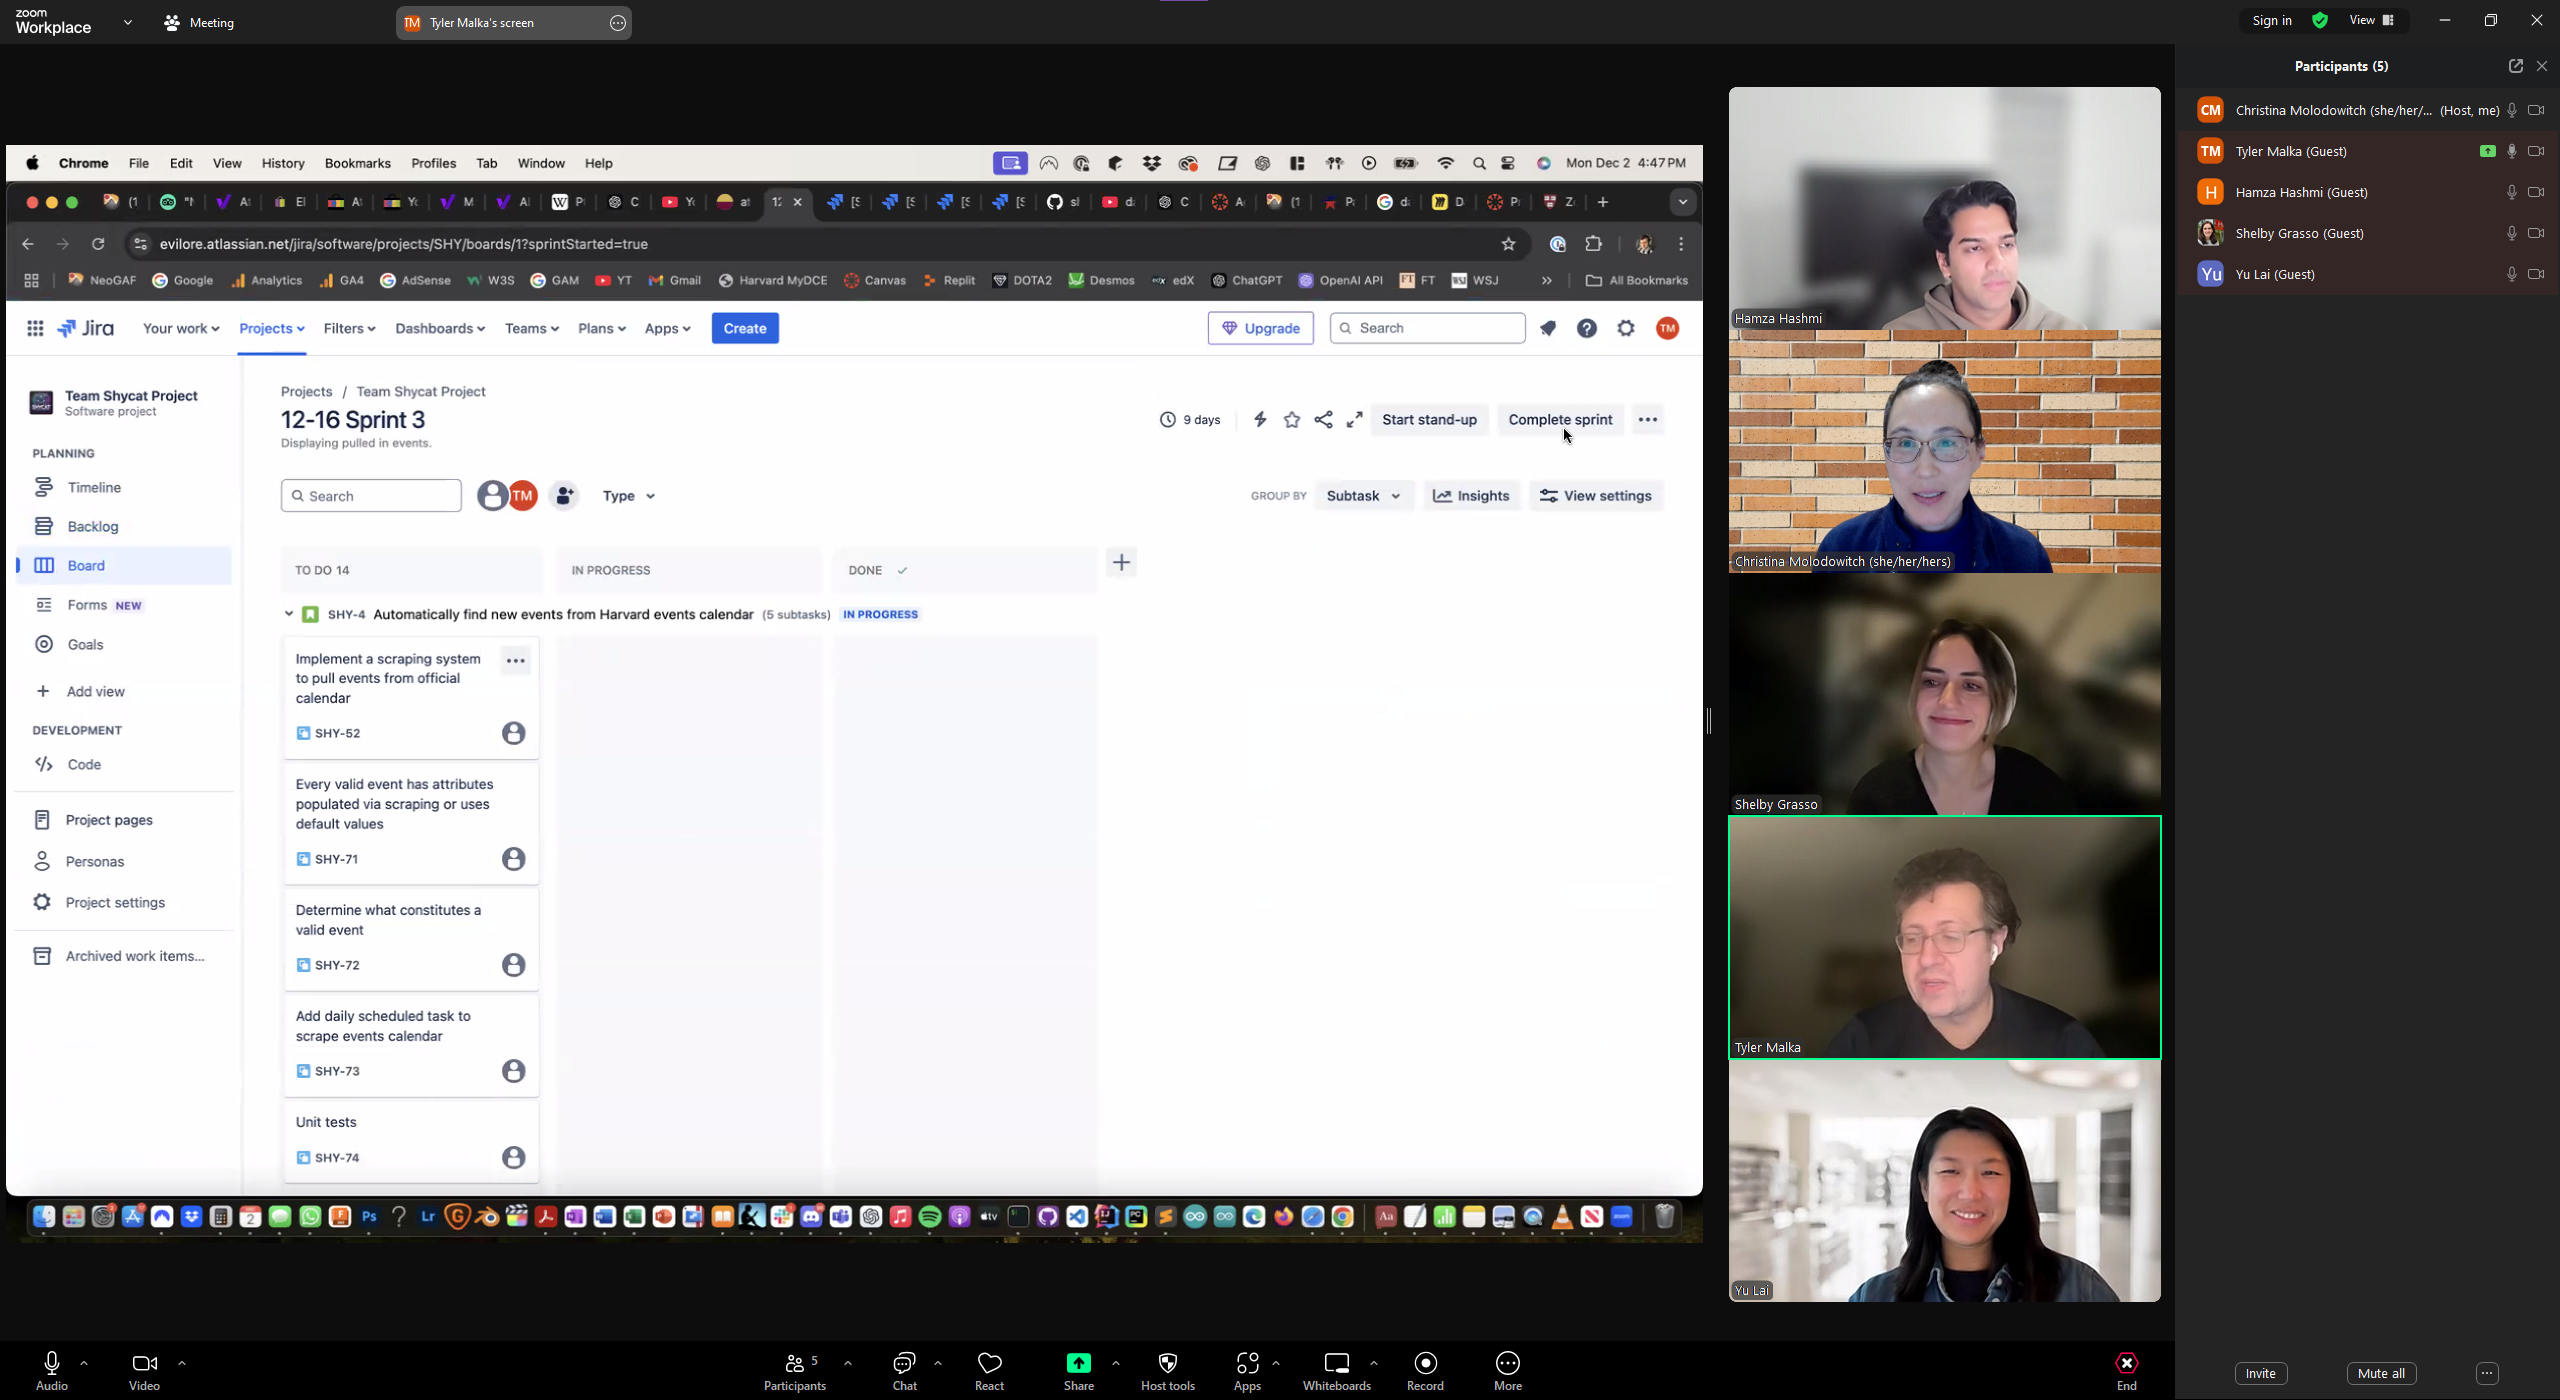 zoom
Workplace
Meeting
TM Tyler Malka's screen
Sign in
View
Chrome File Edit View History Bookmarks Profiles Tab Window Help
Mon Dec 2 4:47 PM
evilore.atlassian.net/jira/software/projects/SHY/boards/1?sprintStarted=true
NeoGAF Google Analytics GA4 AdSense W3S GAM YT Gmail Harvard MyDCE Canvas Replit DOTA2 Desmos edX ChatGPT OpenAI API FT WSJ » All Bookmarks
Jira Your work Projects Filters Dashboards Teams Plans Apps Create
Upgrade Search TM
Team Shycat Project
Software project
PLANNING
Timeline
Backlog
Board
Forms NEW
Goals
Add view
DEVELOPMENT
Code
Project pages
Personas
Project settings
Archived work items...
Projects / Team Shycat Project
12-16 Sprint 3
Displaying pulled in events.
9 days Start stand-up Complete sprint
Search TM Type
GROUP BY Subtask Insights View settings
TO DO 14 IN PROGRESS DONE
SHY-4 Automatically find new events from Harvard events calendar (5 subtasks) IN PROGRESS
Implement a scraping system
to pull events from official
calendar
SHY-52
Every valid event has attributes
populated via scraping or uses
default values
SHY-71
Determine what constitutes a
valid event
SHY-72
Add daily scheduled task to
scrape events calendar
SHY-73
Unit tests
SHY-74
Hamza Hashmi
Christina Molodowitch (she/her/hers)
Shelby Grasso
Tyler Malka
Yu Lai
Participants (5)
CM Christina Molodowitch (she/her/... (Host, me)
TM Tyler Malka (Guest)
H Hamza Hashmi (Guest)
Shelby Grasso (Guest)
Yu Yu Lai (Guest)
Audio
Video
Participants 5
Chat
React
Share
Host tools
Apps
Whiteboards
Record
More
End
Invite
Mute all